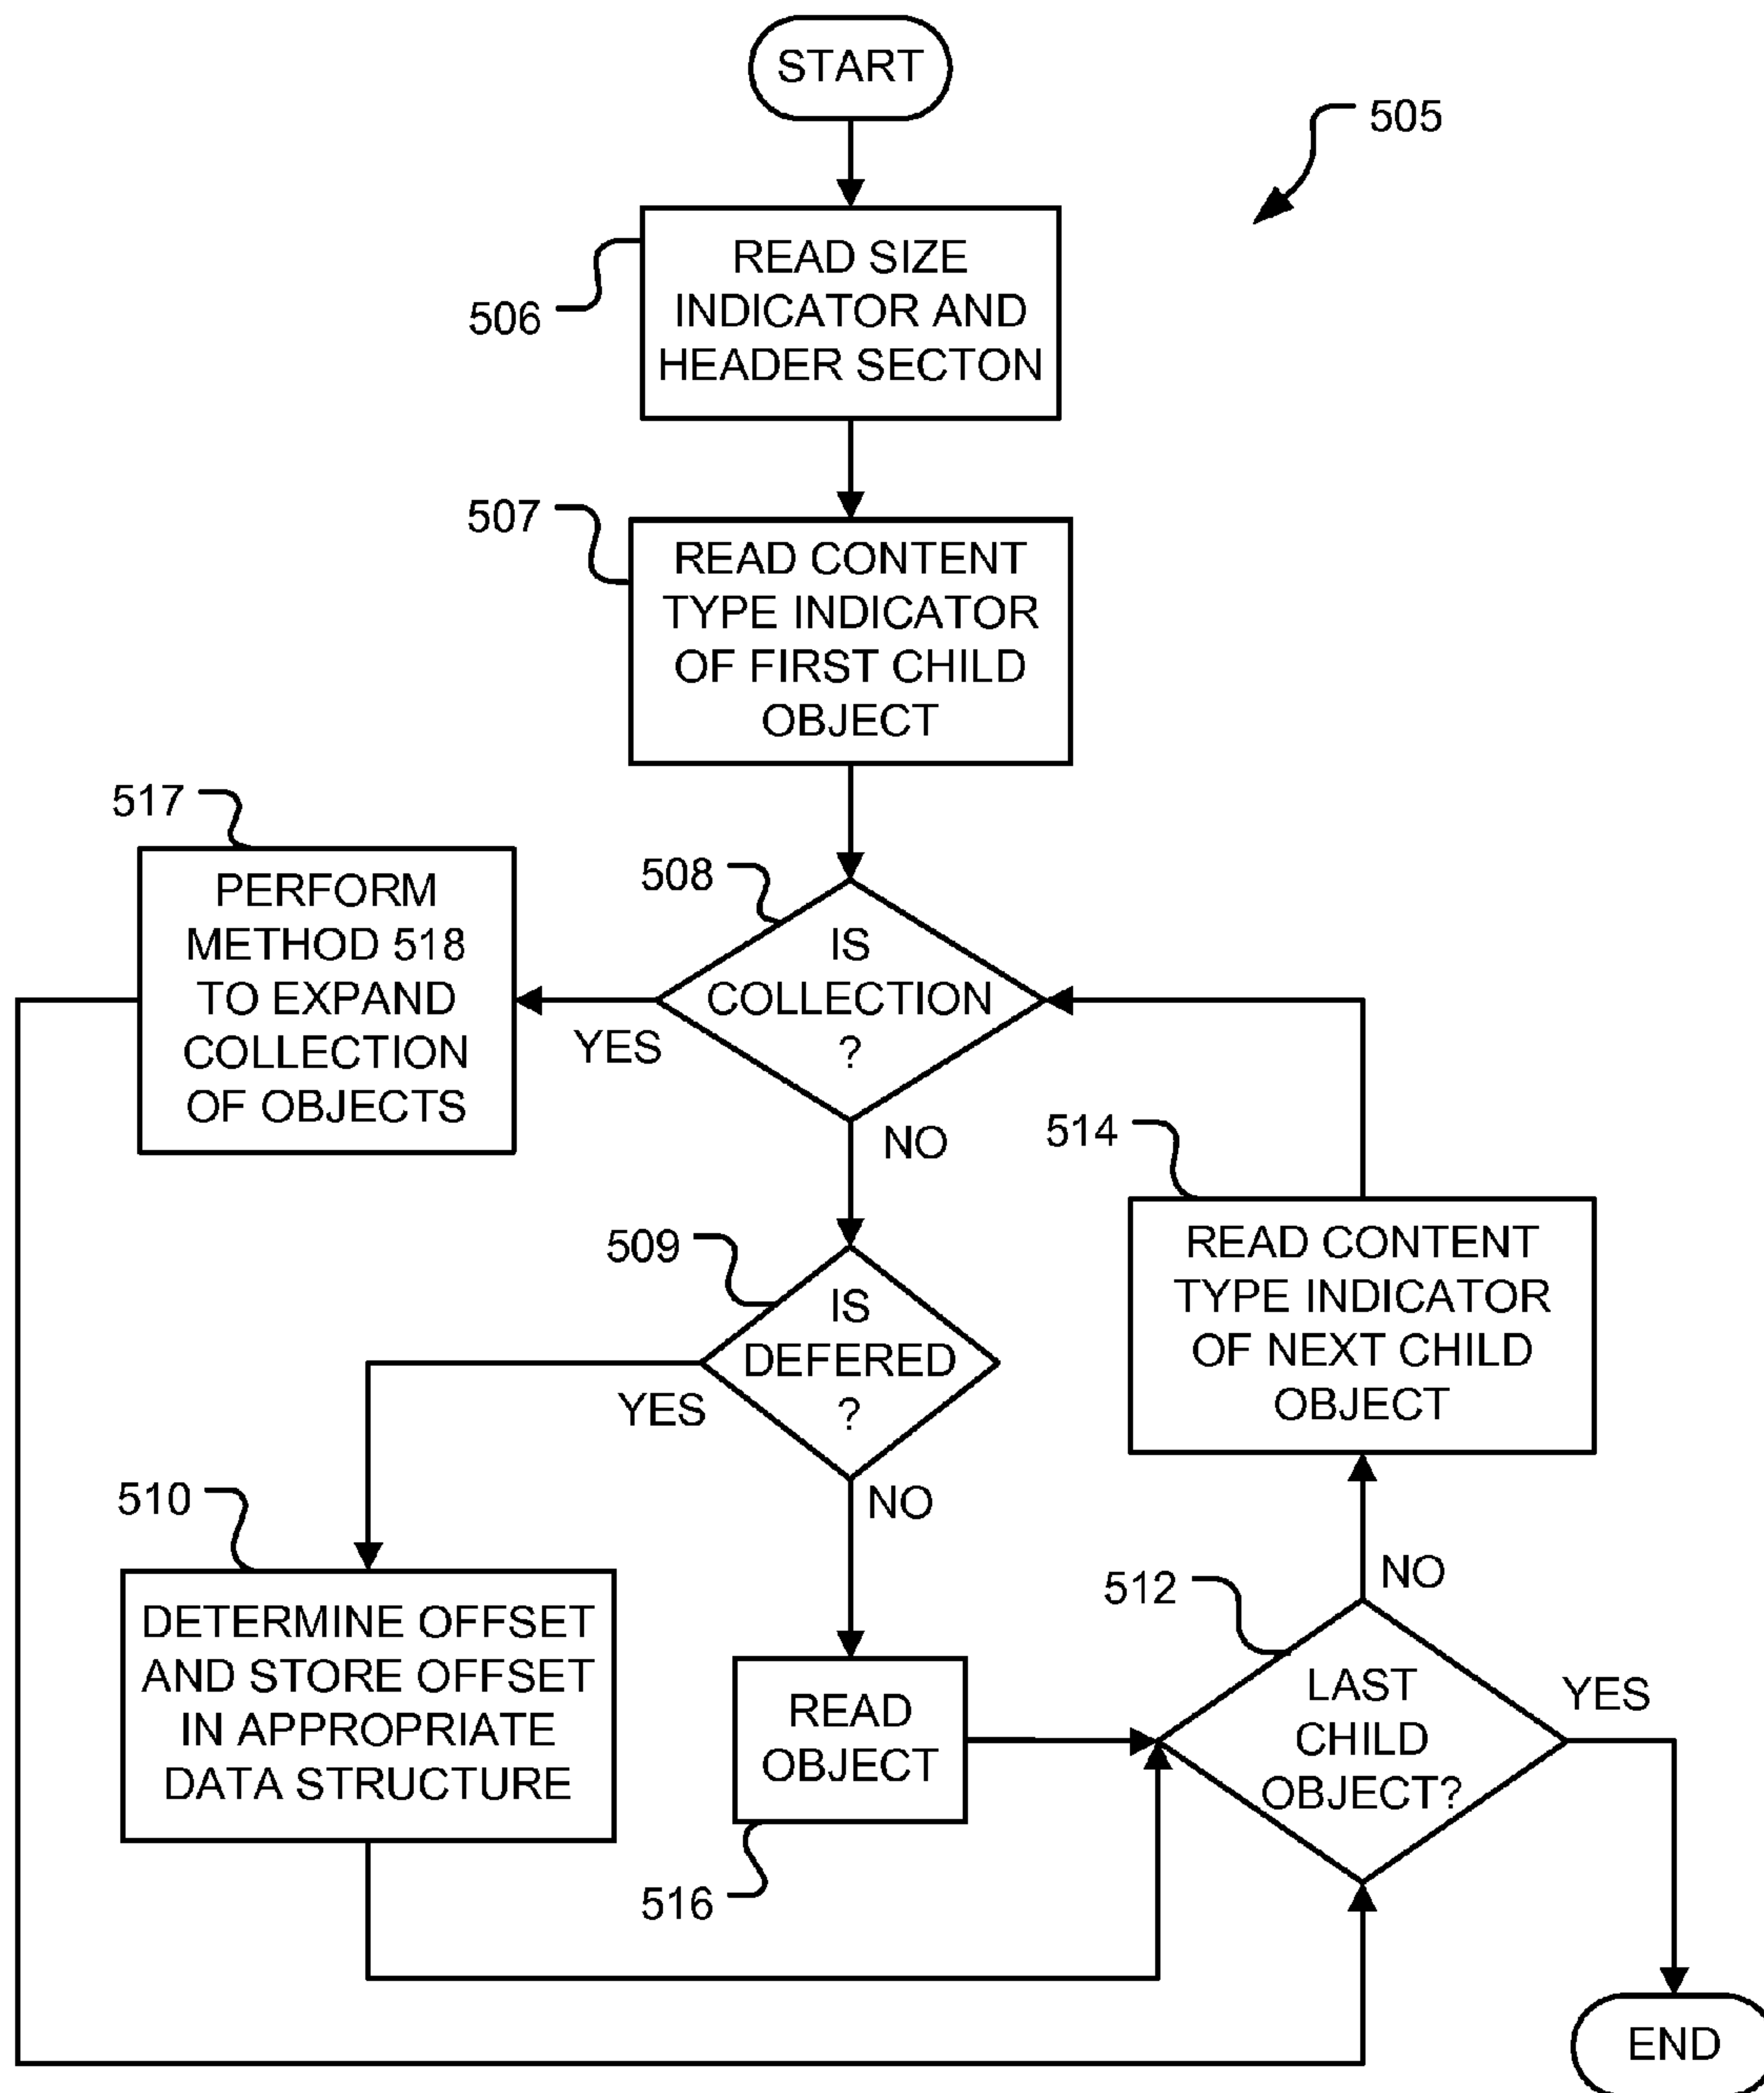 START
505
READ SIZE
INDICATOR AND
HEADER SECTON
506
507
READ CONTENT
TYPE INDICATOR
OF FIRST CHILD
OBJECT
517
PERFORM
METHOD 518
TO EXPAND
COLLECTION
OF OBJECTS
508
IS
COLLECTION
?
YES
NO
514
READ CONTENT
TYPE INDICATOR
OF NEXT CHILD
OBJECT
509
IS
DEFERED
?
YES
NO
510
DETERMINE OFFSET
AND STORE OFFSET
IN APPROPRIATE
DATA STRUCTURE
READ
OBJECT
516
512
NO
LAST
CHILD
OBJECT?
YES
END